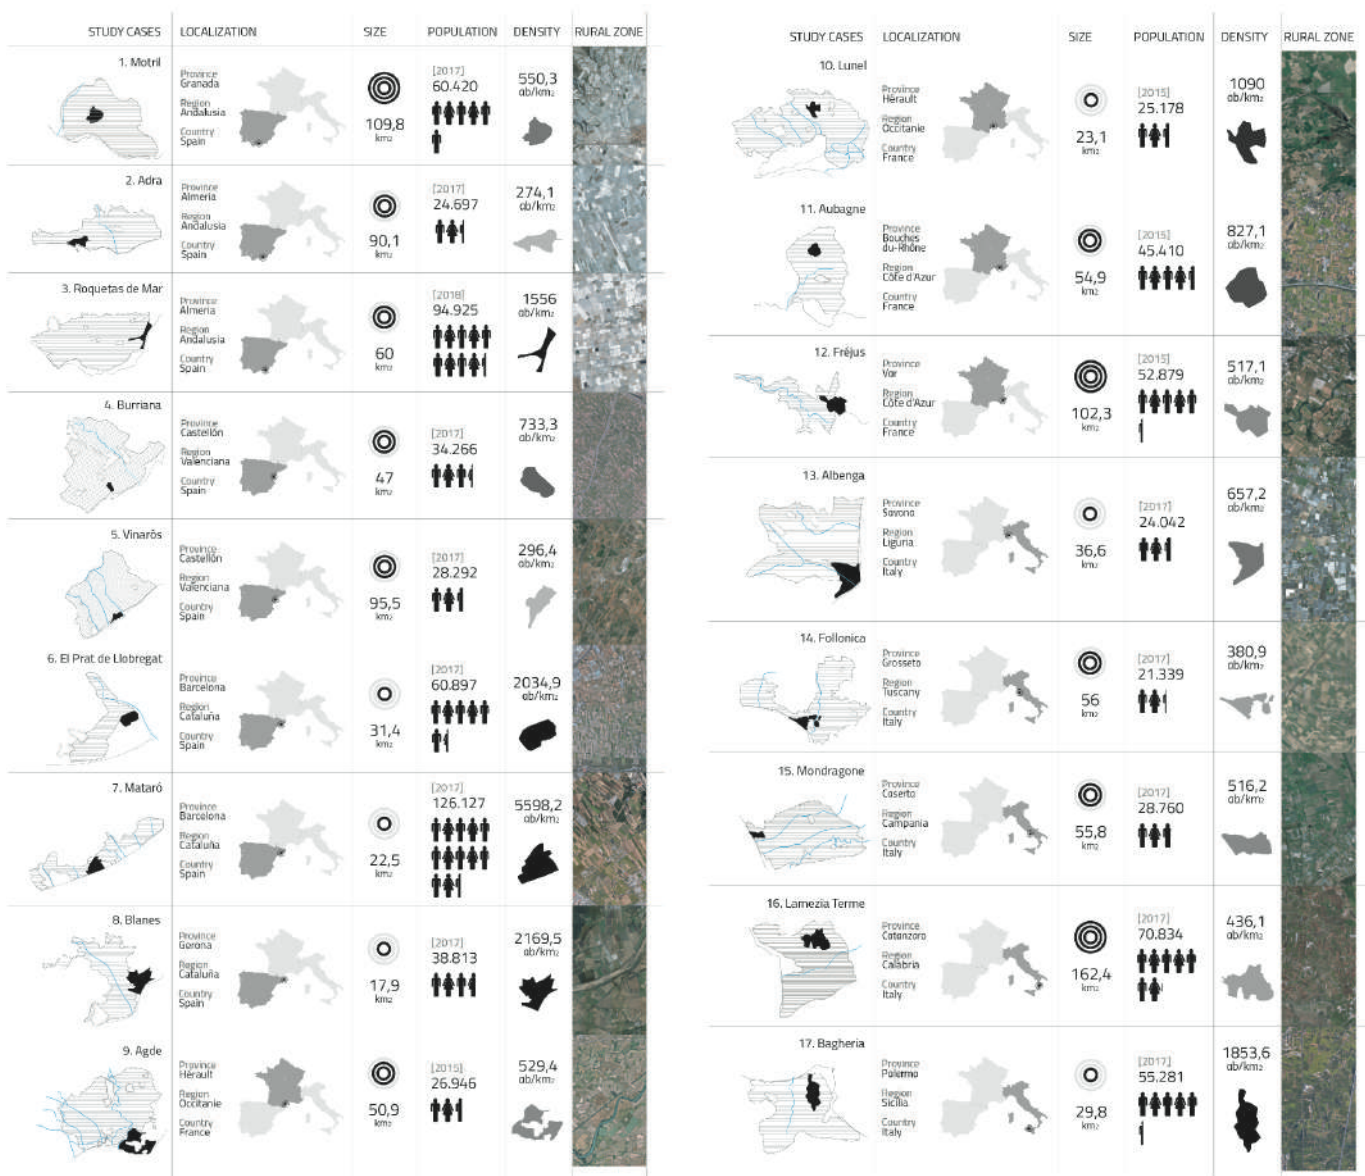 STUDY CASES LOCALIZATION SIZE POPULATION DENSITY RURAL ZONE
1. Motril
Province
Granada
Region
Andalusia
Country
Spain
109,8
km2
[2017]
60.420
550,3
ab/km2
2. Adra
Province
Almeria
Region
Andalusia
Country
Spain
90,1
km2
[2017]
24.697
274,1
ab/km2
3. Roquetas de Mar
Province
Almeria
Region
Andalusia
Country
Spain
60
km2
[2018]
94.925
1556
ab/km2
4. Burriana
Province
Castellón
Region
Valenciana
Country
Spain
47
km2
[2017]
34.266
733,3
ab/km2
5. Vinaròs
Province
Castellón
Region
Valenciana
Country
Spain
95,5
km2
[2017]
28.292
296,4
ab/km2
6. El Prat de Llobregat
Province
Barcelona
Region
Cataluña
Country
Spain
31,4
km2
[2017]
60.897
2034,9
ab/km2
7. Mataró
Province
Barcelona
Region
Cataluña
Country
Spain
22,5
km2
[2017]
126.127
5598,2
ab/km2
8. Blanes
Province
Gerona
Region
Cataluña
Country
Spain
17,9
km2
[2017]
38.813
2169,5
ab/km2
9. Agde
Province
Hérault
Region
Occitanie
Country
France
50,9
km2
[2015]
26.946
529,4
ab/km2
STUDY CASES LOCALIZATION SIZE POPULATION DENSITY RURAL ZONE
10. Lunel
Province
Hérault
Region
Occitanie
Country
France
23,1
km2
[2015]
25.178
1090
ab/km2
11. Aubagne
Province
Bouches
du-Rhône
Region
Côte d'Azur
Country
France
54,9
km2
[2015]
45.410
827,1
ab/km2
12. Fréjus
Province
Var
Region
Côte d'Azur
Country
France
102,3
km2
[2015]
52.879
517,1
ab/km2
13. Albenga
Province
Savona
Region
Liguria
Country
Italy
36,6
km2
[2017]
24.042
657,2
ab/km2
14. Follonica
Province
Grosseto
Region
Tuscany
Country
Italy
56
km2
[2017]
21.339
380,9
ab/km2
15. Mondragone
Province
Caserta
Region
Campania
Country
Italy
55,8
km2
[2017]
28.760
516,2
ab/km2
16. Lamezia Terme
Province
Catanzaro
Region
Calabria
Country
Italy
162,4
km2
[2017]
70.834
436,1
ab/km2
17. Bagheria
Province
Palermo
Region
Sicilia
Country
Italy
29,8
km2
[2017]
55.281
1853,6
ab/km2